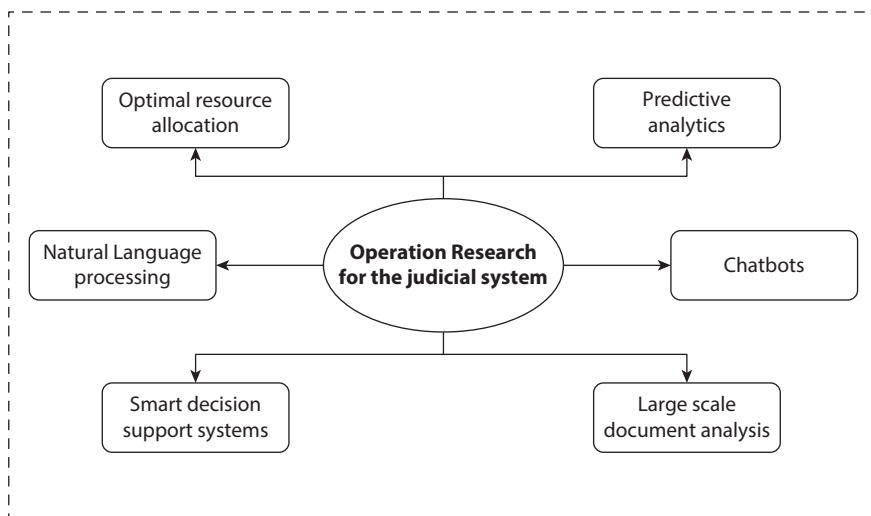 Optimal resource
allocation
Predictive
analytics
Natural Language
processing
Operation Research
for the judicial system
Chatbots
Smart decision
support systems
Large scale
document analysis